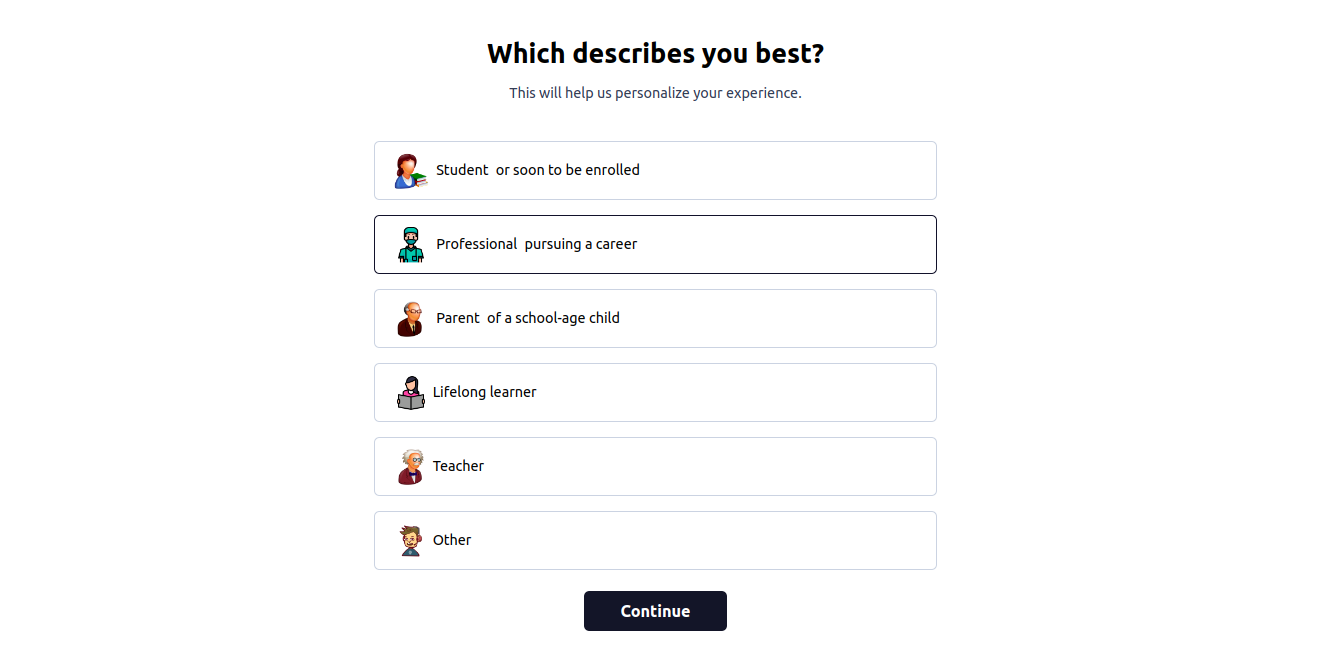 Which describes you best?
This will help us personalize your experience.
Student  or soon to be enrolled
Professional  pursuing a career
Parent  of a school-age child
Lifelong learner
Teacher
Other
Continue